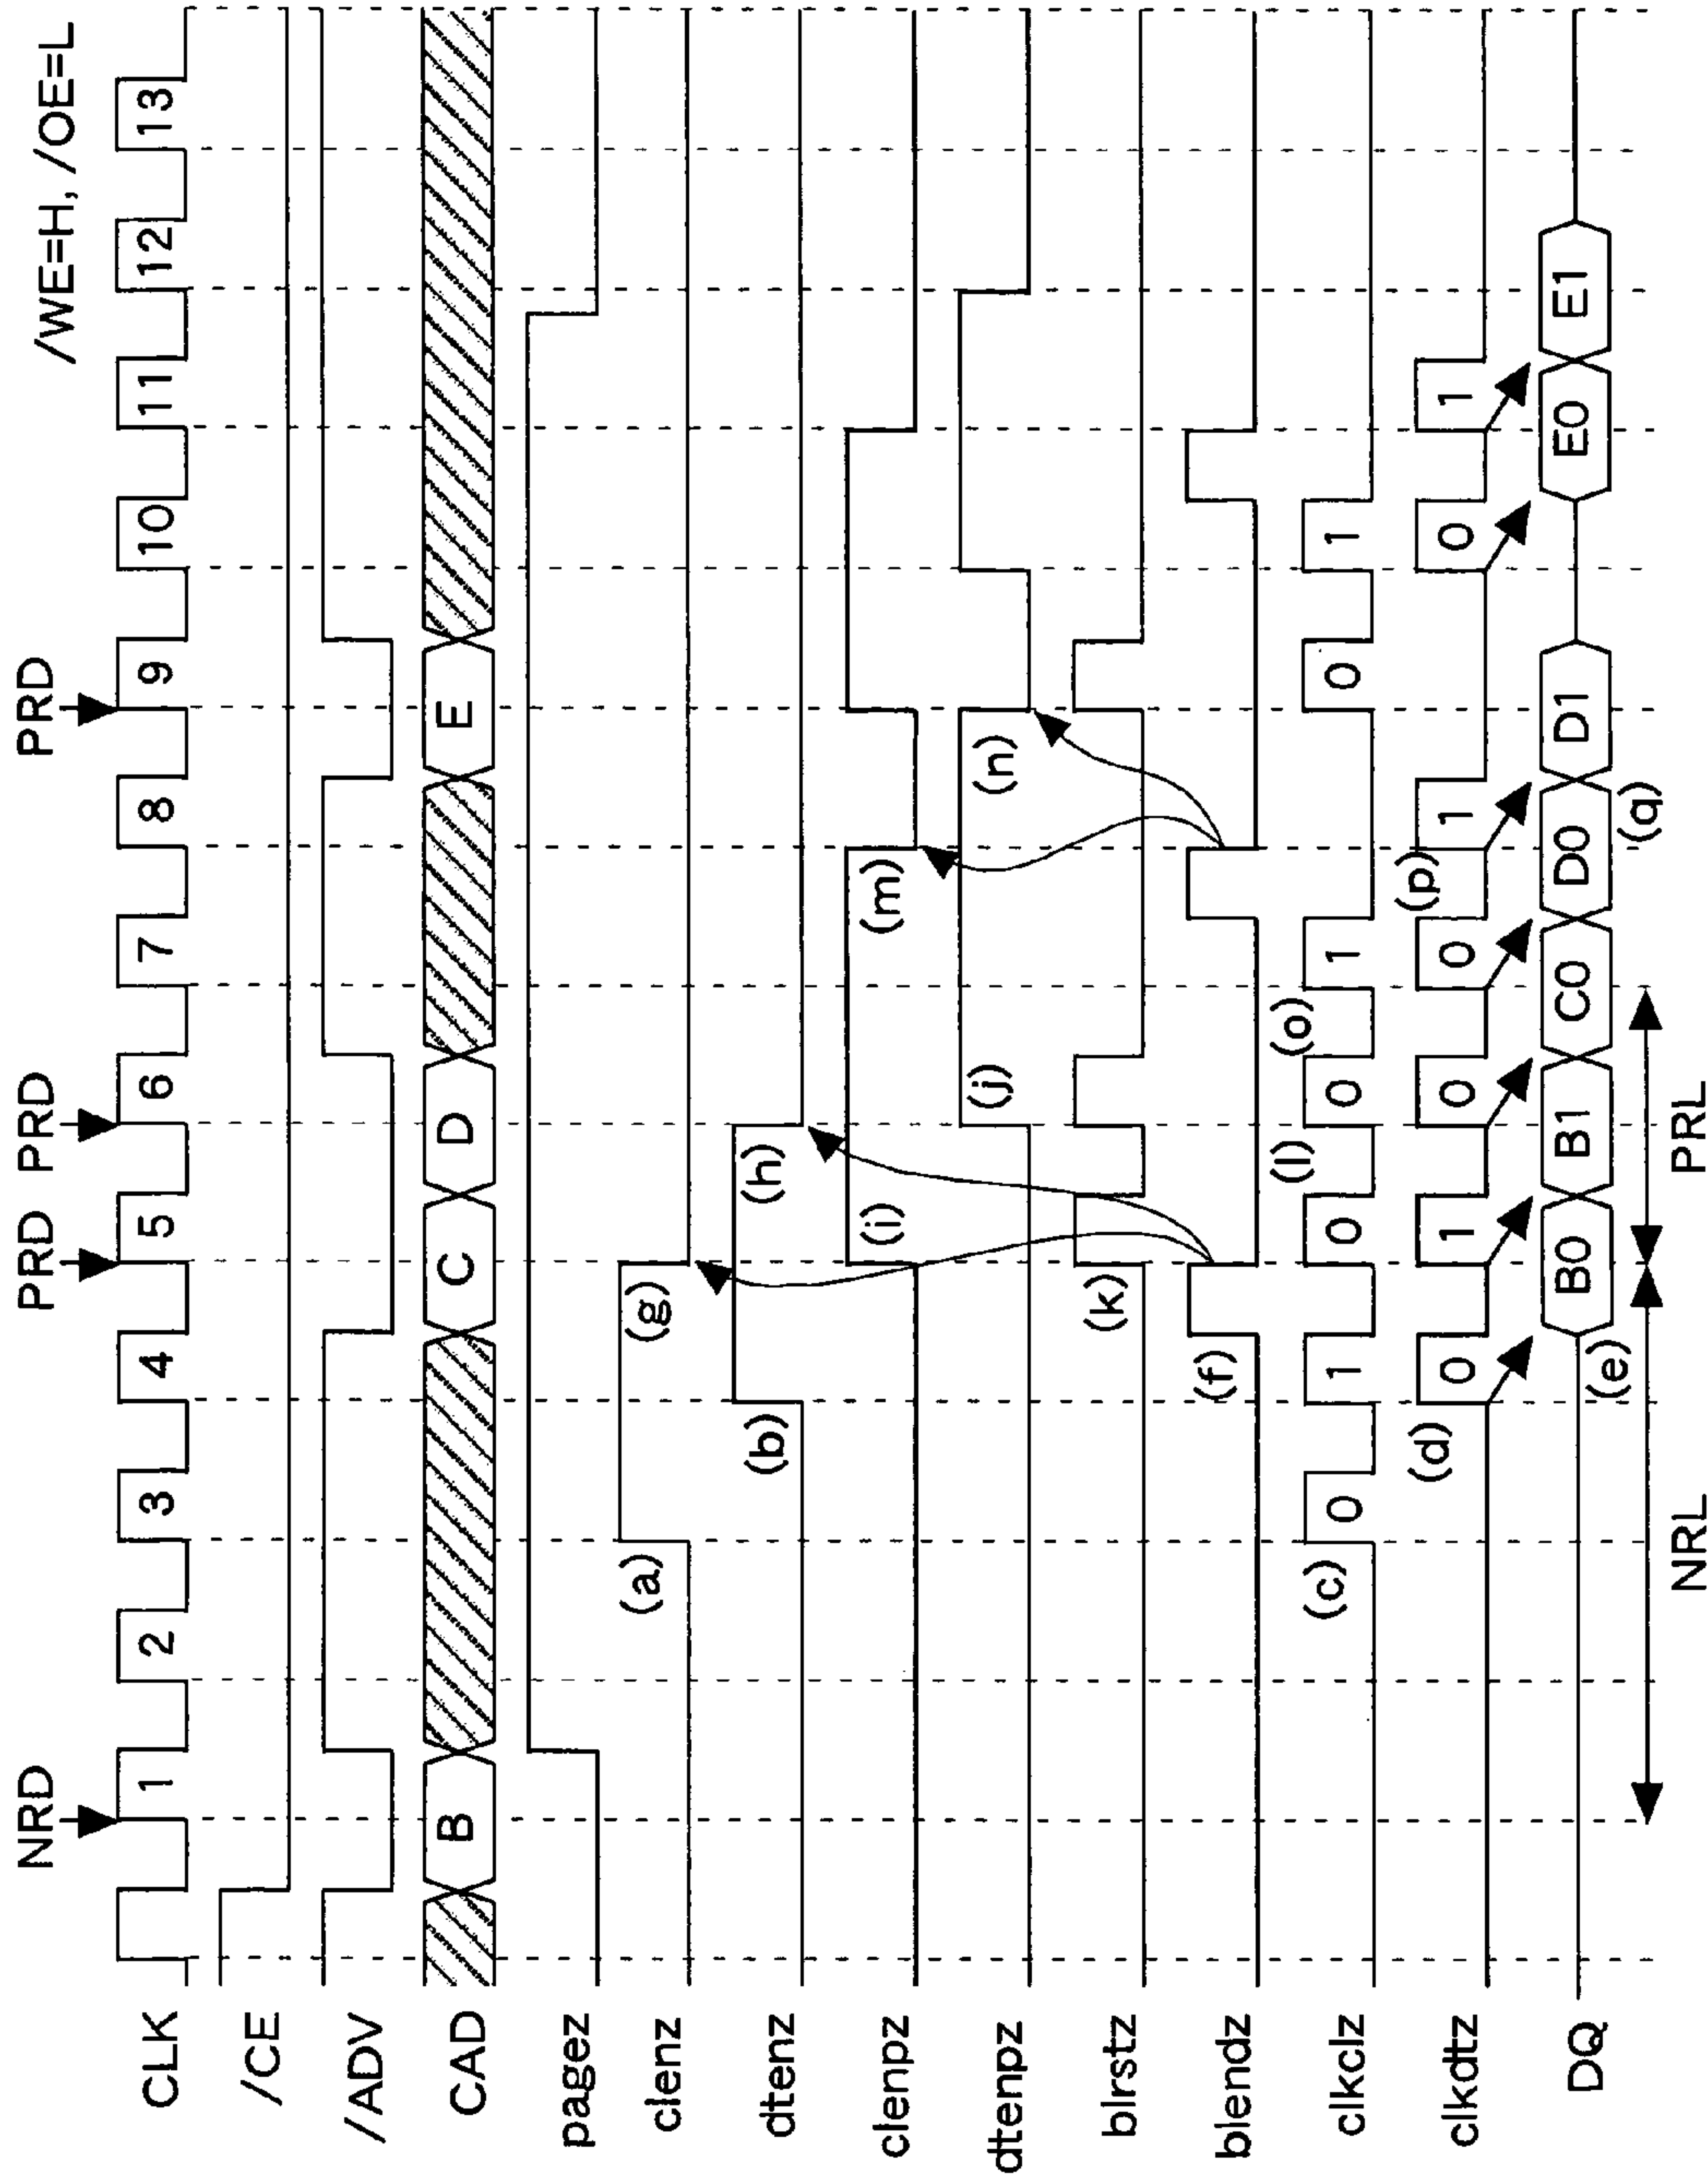 /WE=H, /OE=L
NRD PRD PRD PRD
CLK 1 2 3 4 5 6 7 8 9 10 11 12 13
/CE
/ADV
CAD B C D E
pagez
clenz (a) (g)
dtenz (b) (h)
clenpz (i) (m)
dtenpz (j) (n)
blrstz (k)
blendz (f)
clkclz (c) 0 1 0 (l) 0 (o) 1 0 1
clkdtz (d) 0 1 0 0 (p) 1 0 1
DQ B0 B1 C0 D0 D1 E0 E1
(e) (q)
NRL PRL